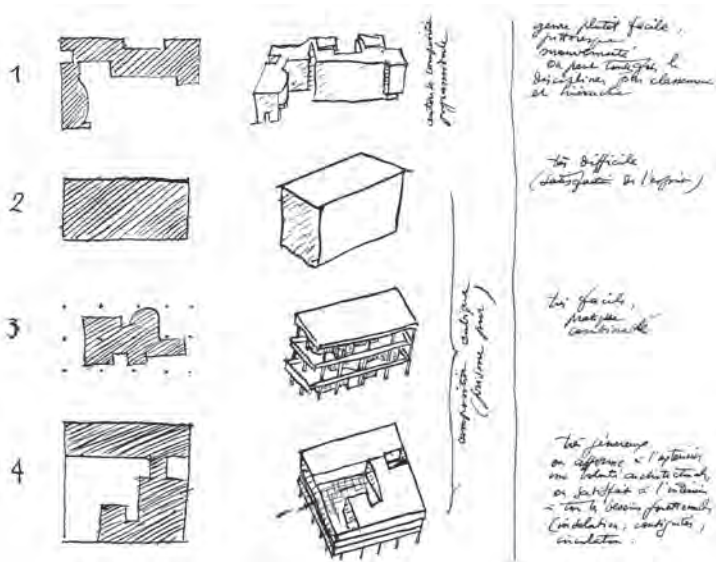 1
genre plutôt facile,
pittoresque
mouvementé
on peut toutefois le
discipliner par classement
et hiérarchie
2
très difficile
(satisfaction de l'esprit)
3
très facile,
pratique
combinable
composition cubique
(prisme pur)
4
très généreux
on affirme à l'extérieur
une volonté architecturale,
on satisfait à l'intérieur
à tous les besoins fonctionnels
(insolation, contiguités,
circulation.